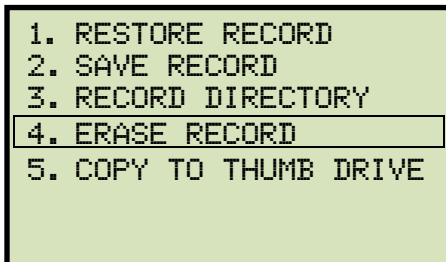 1. RESTORE RECORD
2. SAVE RECORD
3. RECORD DIRECTORY
4. ERASE RECORD
5. COPY TO THUMB DRIVE